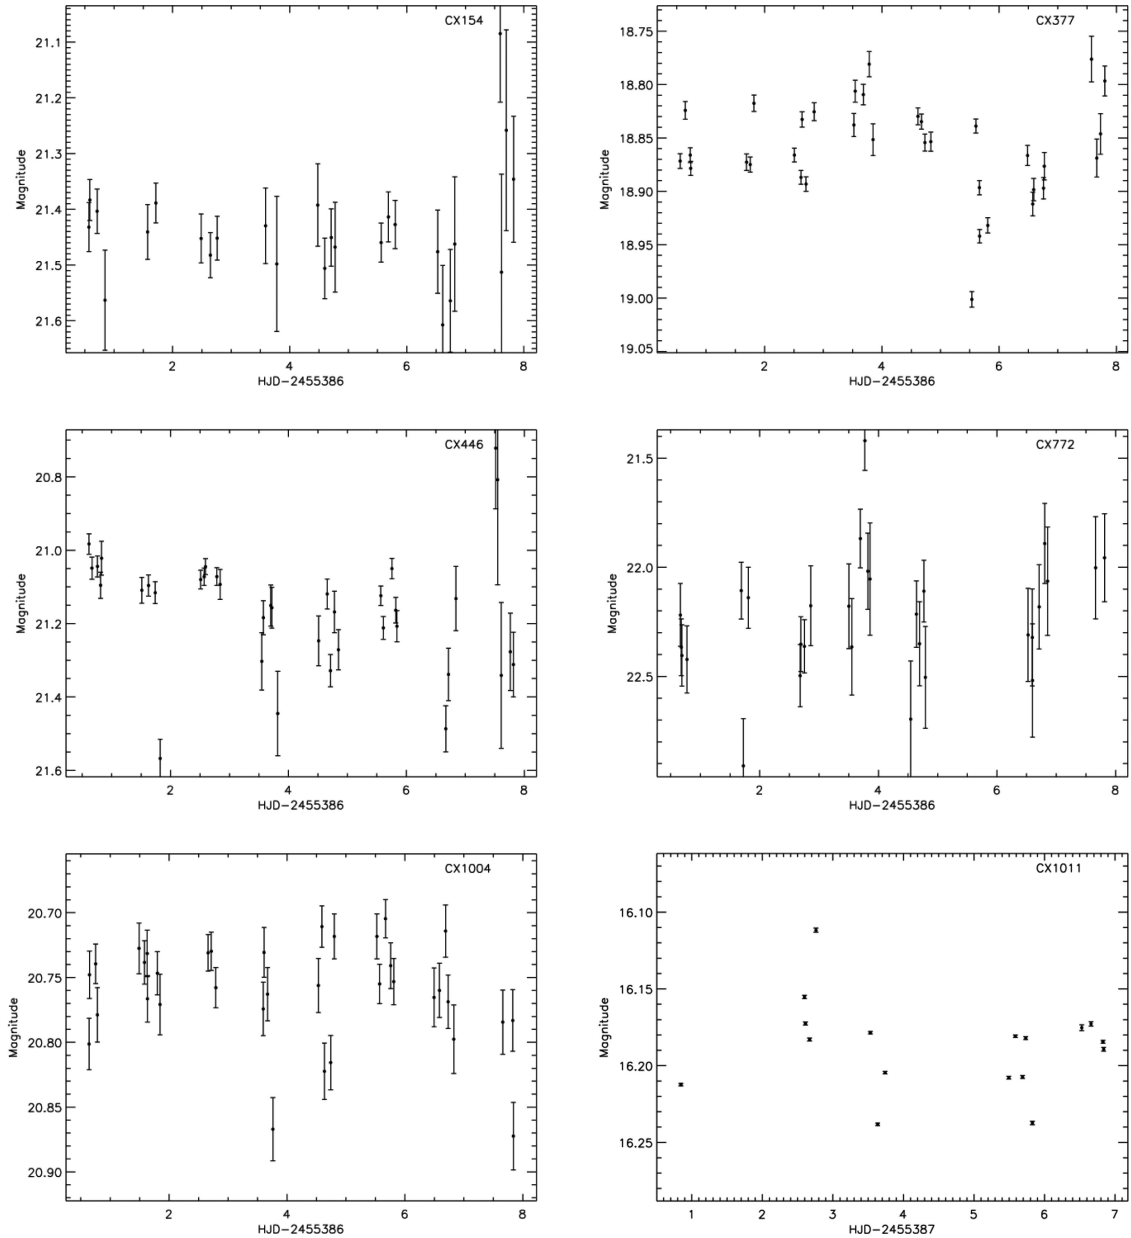 CX154
21.1
21.2
21.3
21.4
21.5
21.6
Magnitude
2 4 6 8
HJD-2455386
CX377
18.75
18.80
18.85
18.90
18.95
19.00
19.05
Magnitude
2 4 6 8
HJD-2455386
CX446
20.8
21.0
21.2
21.4
21.6
Magnitude
2 4 6 8
HJD-2455386
CX772
21.5
22.0
22.5
Magnitude
2 4 6 8
HJD-2455386
CX1004
20.70
20.75
20.80
20.85
20.90
Magnitude
2 4 6 8
HJD-2455386
CX1011
16.10
16.15
16.20
16.25
Magnitude
1 2 3 4 5 6 7
HJD-2455387